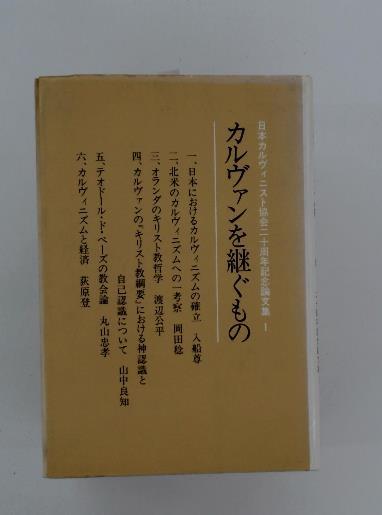 日本カルヴィニスト協会二十周年記念論文集 I
カルヴァンを継ぐもの
一、日本におけるカルヴィニズムの確立 入船尊
二、北米のカルヴィニズムへの一考察 岡田稔
三、オランダのキリスト教哲学 渡辺公平
四、カルヴァンの『キリスト教綱要』における神認識と
自己認識について 山中良知
五、テオドール・ド・ベーズの教会論 丸山忠孝
六、カルヴィニズムと経済 荻原登